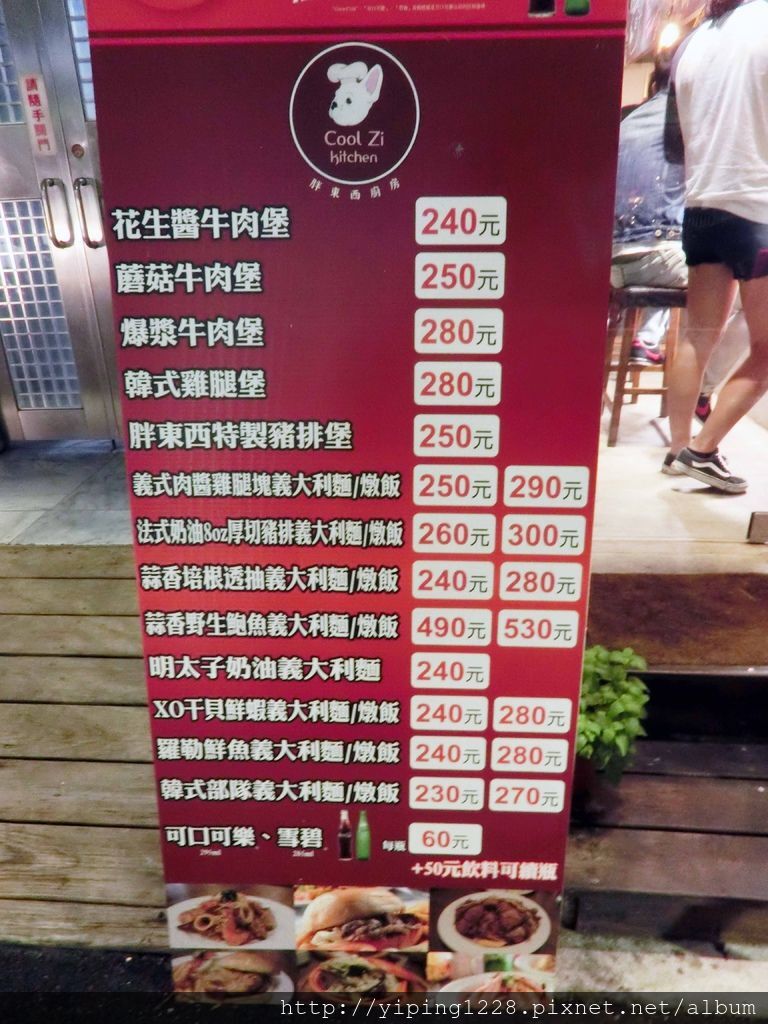 請隨手關門
Cool Zi
kitchen
胖東西廚房
花生醬牛肉堡 240元
蘑菇牛肉堡 250元
爆漿牛肉堡 280元
韓式雞腿堡 280元
胖東西特製豬排堡 250元
義式肉醬雞腿塊義大利麵/燉飯 250元 290元
法式奶油8oz厚切豬排義大利麵/燉飯 260元 300元
蒜香培根透抽義大利麵/燉飯 240元 280元
蒜香野生鮑魚義大利麵/燉飯 490元 530元
明太子奶油義大利麵 240元
XO干貝鮮蝦義大利麵/燉飯 240元 280元
羅勒鮮魚義大利麵/燉飯 240元 280元
韓式部隊義大利麵/燉飯 230元 270元
可口可樂、雪碧 每瓶 60元
+50元飲料可續瓶
http://yiping1228.pixnet.net/album